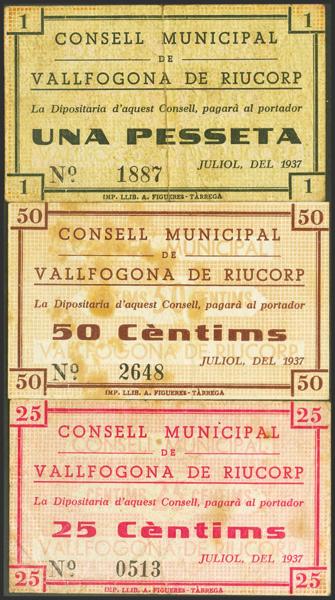 1 1
CONSELL MUNICIPAL
DE
VALLFOGONA DE RIUCORP
La Dipositaria d'aquest Consell, pagarà al portador
UNA PESSETA
JULIOL, DEL 1937
Nº 1887
1 1
IMP. LLIB. A. FIGUERES - TÀRREGA
50 50
CONSELL MUNICIPAL
DE
VALLFOGONA DE RIUCORP
La Dipositaria d'aquest Consell, pagarà al portador
50 Cèntims
JULIOL, DEL 1937
Nº 2648
50 50
IMP. LLIB. A. FIGUERES - TÀRREGA
25 25
CONSELL MUNICIPAL
DE
VALLFOGONA DE RIUCORP
La Dipositaria d'aquest Consell, pagarà al portador
25 Cèntims
JULIOL, DEL 1937
Nº 0513
25 25
IMP. LLIB. A. FIGUERES - TÀRREGA